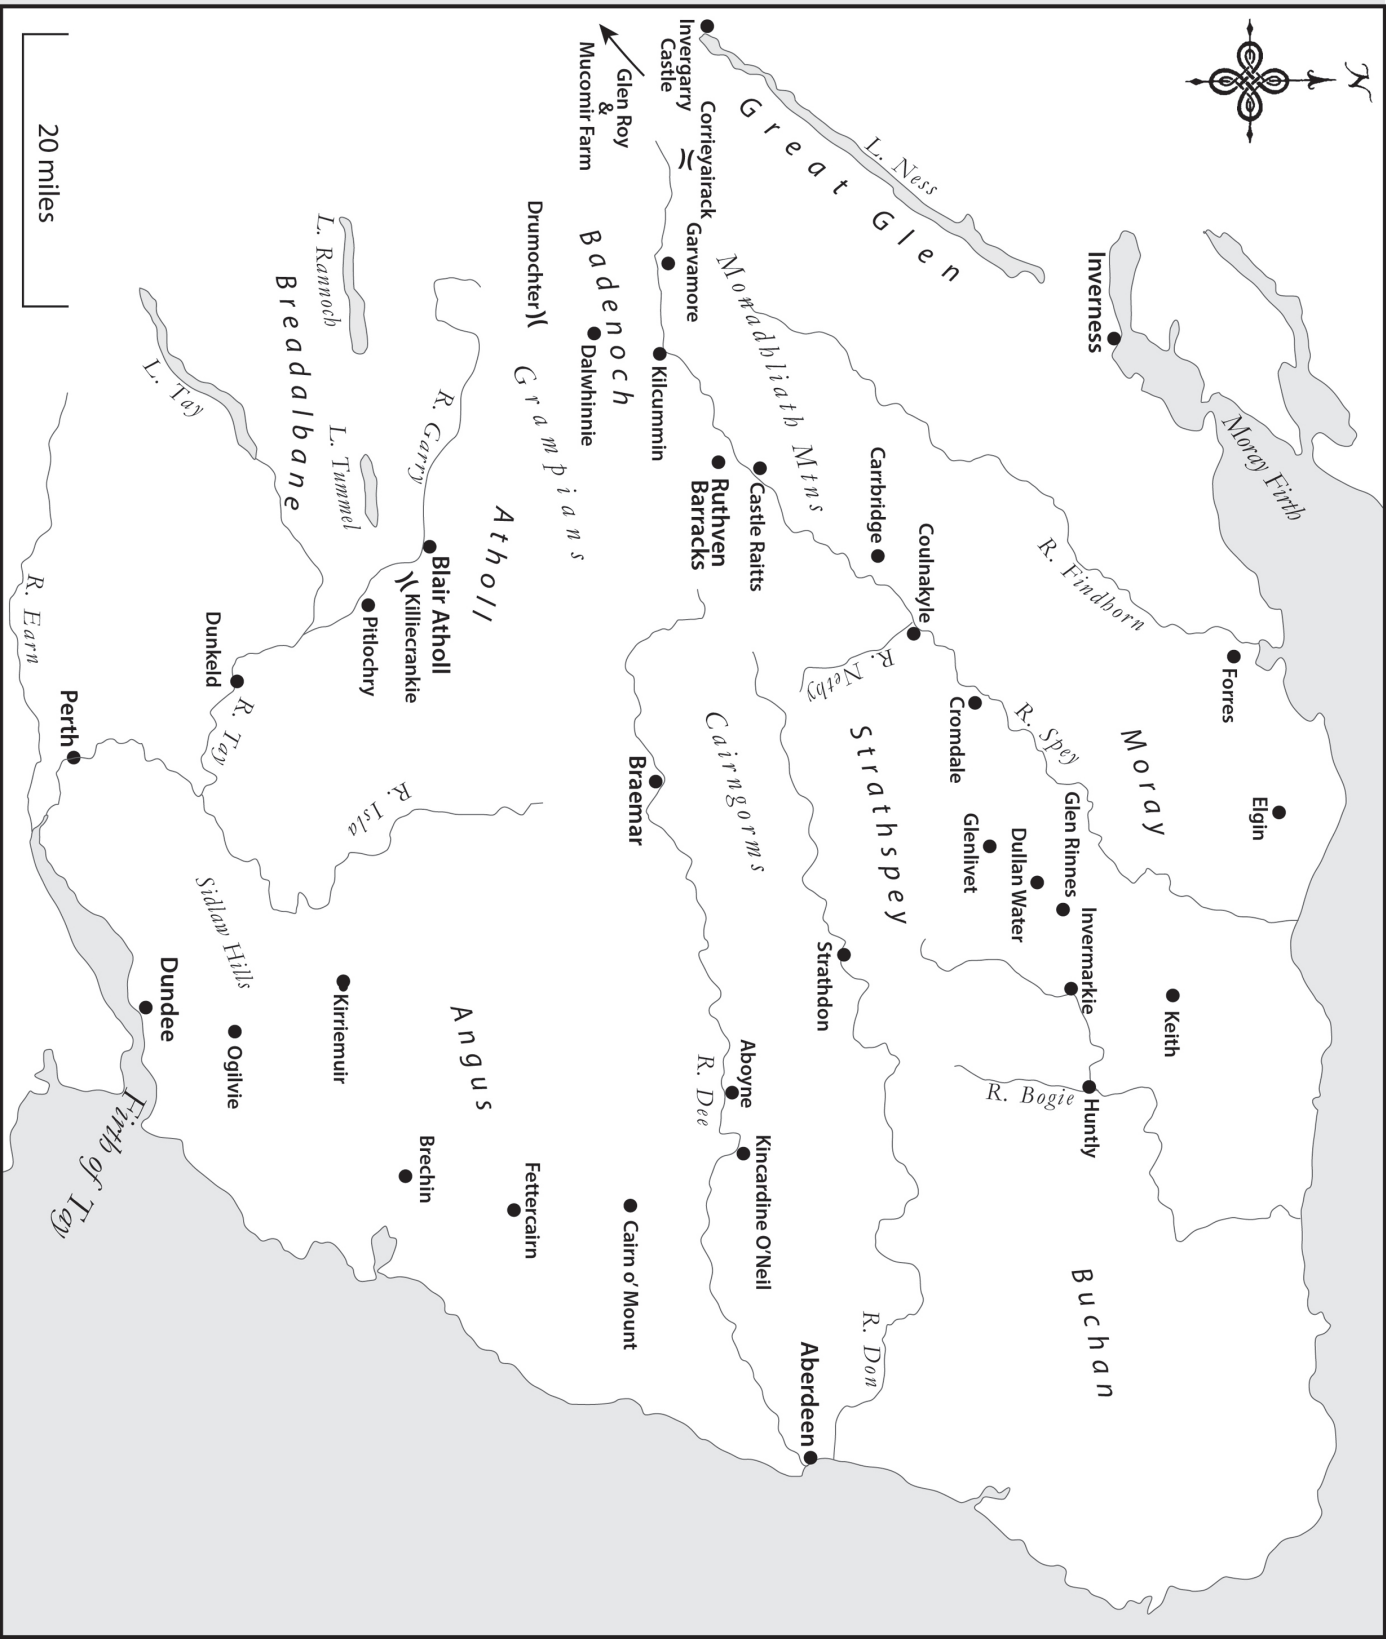 N
Inverness
Moray Firth
L. Ness
Great Glen
R. Findhorn
Forres
Elgin
Moray
R. Spey
Keith
Buchan
Invergarry
Castle
Corrieyairack
Garvamore
Monadhliath Mtns
Carrbridge
Coulnakyle
R. Nethy
Cromdale
Glen Rinnes
Dullan Water
Glenlivet
Invermarkie
Huntly
R. Bogie
Strathspey
Strathdon
R. Don
Glen Roy
&
Mucomir Farm
Badenoch
Kilcummin
Castle Raitts
Ruthven
Barracks
Cairngorms
Aboyne
R. Dee
Kincardine O'Neil
Aberdeen
Drumochter
Dalwhinnie
Grampians
Braemar
Cairn o' Mount
Atholl
R. Garry
Blair Atholl
Killiecrankie
Pitlochry
Angus
Fettercairn
Brechin
L. Rannoch
L. Tummel
Breadalbane
R. Isla
Kirriemuir
L. Tay
Dunkeld
R. Tay
Sidlaw Hills
Ogilvie
Dundee
Firth of Tay
R. Earn
Perth
20 miles